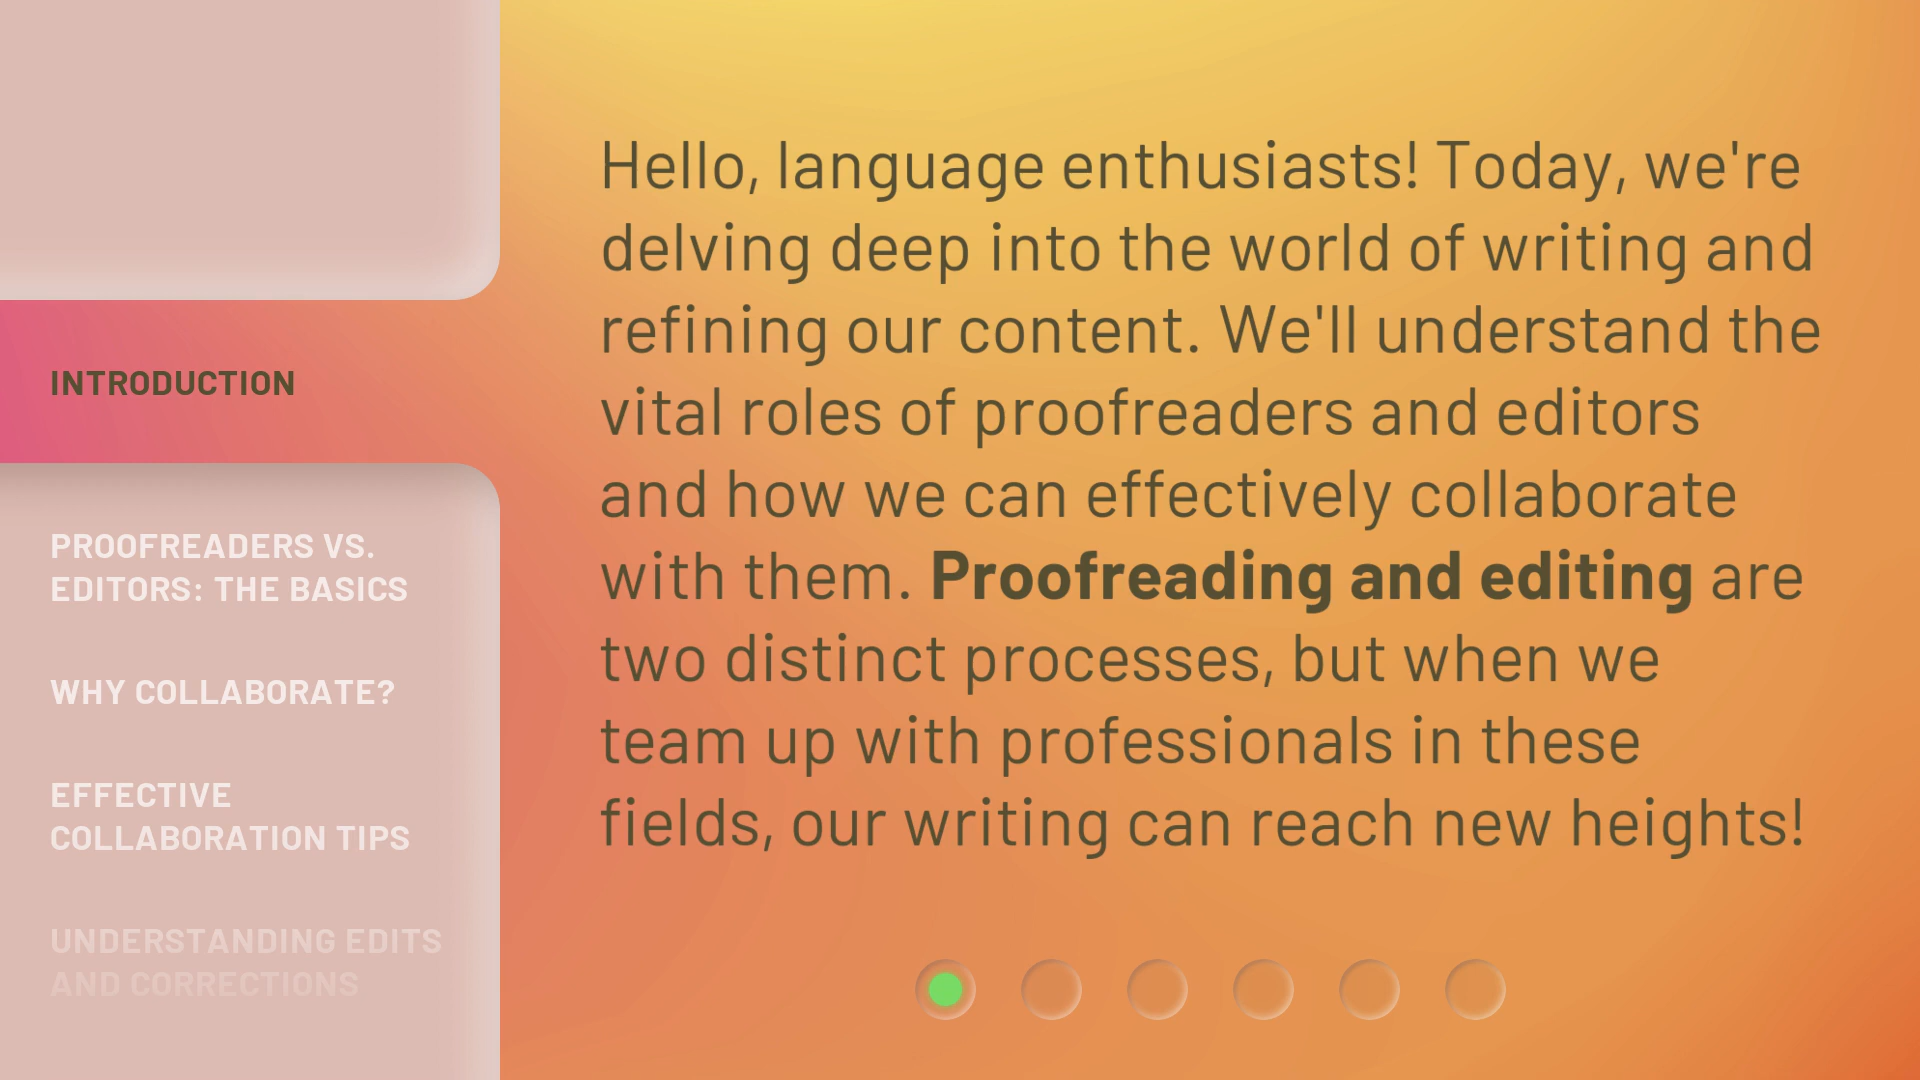 INTRODUCTION
PROOFREADERS VS.
EDITORS: THE BASICS
WHY COLLABORATE?
EFFECTIVE
COLLABORATION TIPS
UNDERSTANDING EDITS
AND CORRECTIONS
Hello, language enthusiasts! Today, we're
delving deep into the world of writing and
refining our content. We'll understand the
vital roles of proofreaders and editors
and how we can effectively collaborate
with them. Proofreading and editing are
two distinct processes, but when we
team up with professionals in these
fields, our writing can reach new heights!